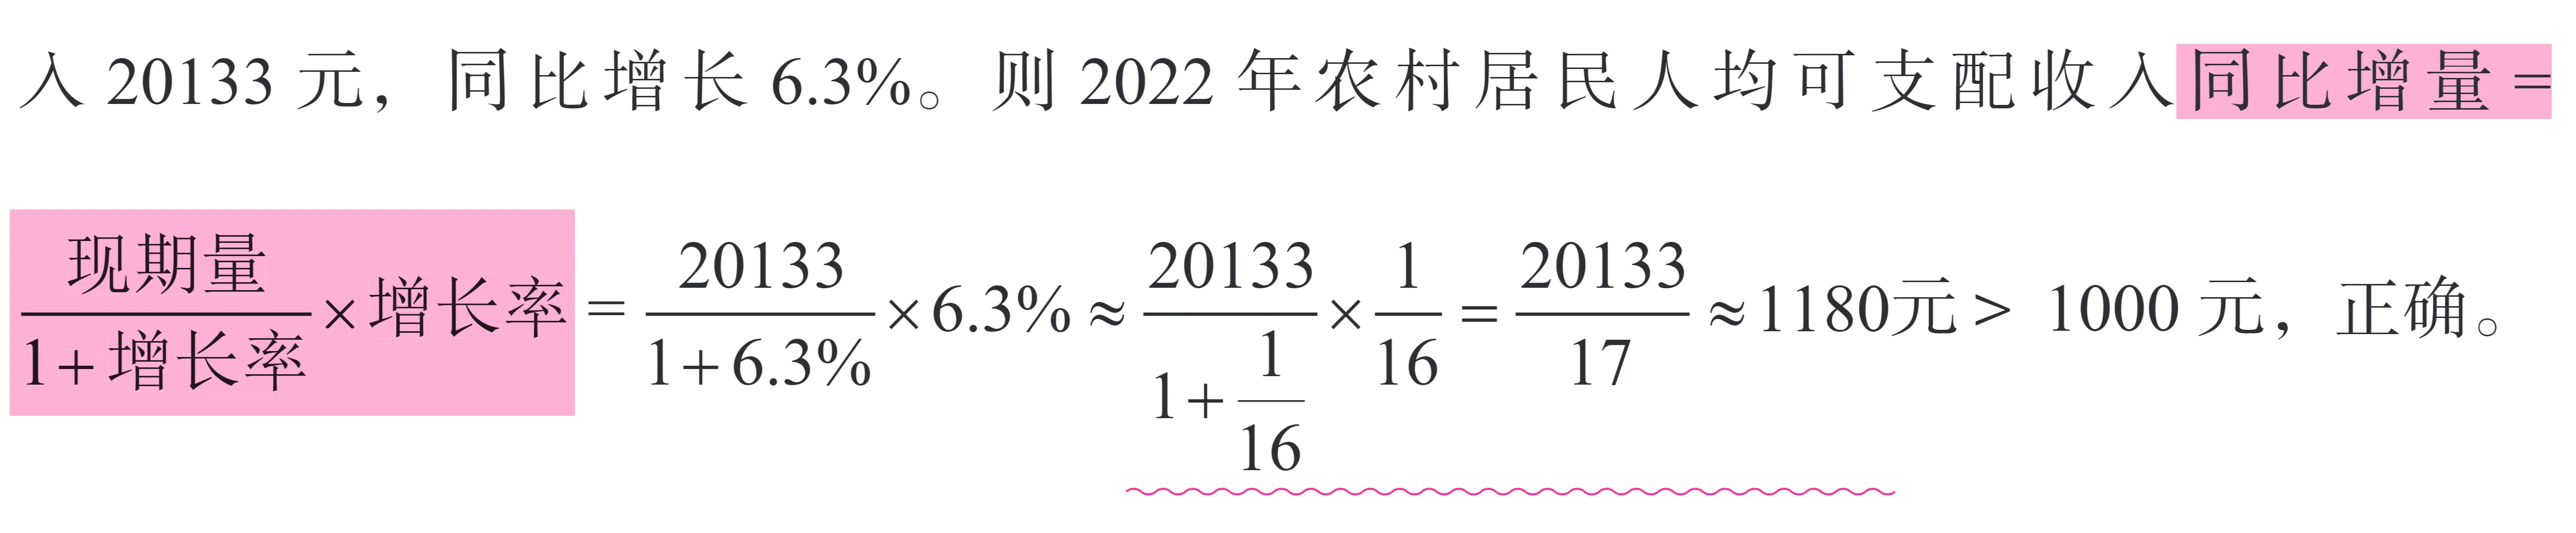 入 20133 元，同比增长 6.3%。则 2022 年农村居民人均可支配收入同比增量 =
现期量/(1+增长率) × 增长率 = 20133/(1+6.3%) × 6.3% ≈ 20133/(1+1/16) × 1/16 = 20133/17 ≈ 1180元 > 1000 元，正确。